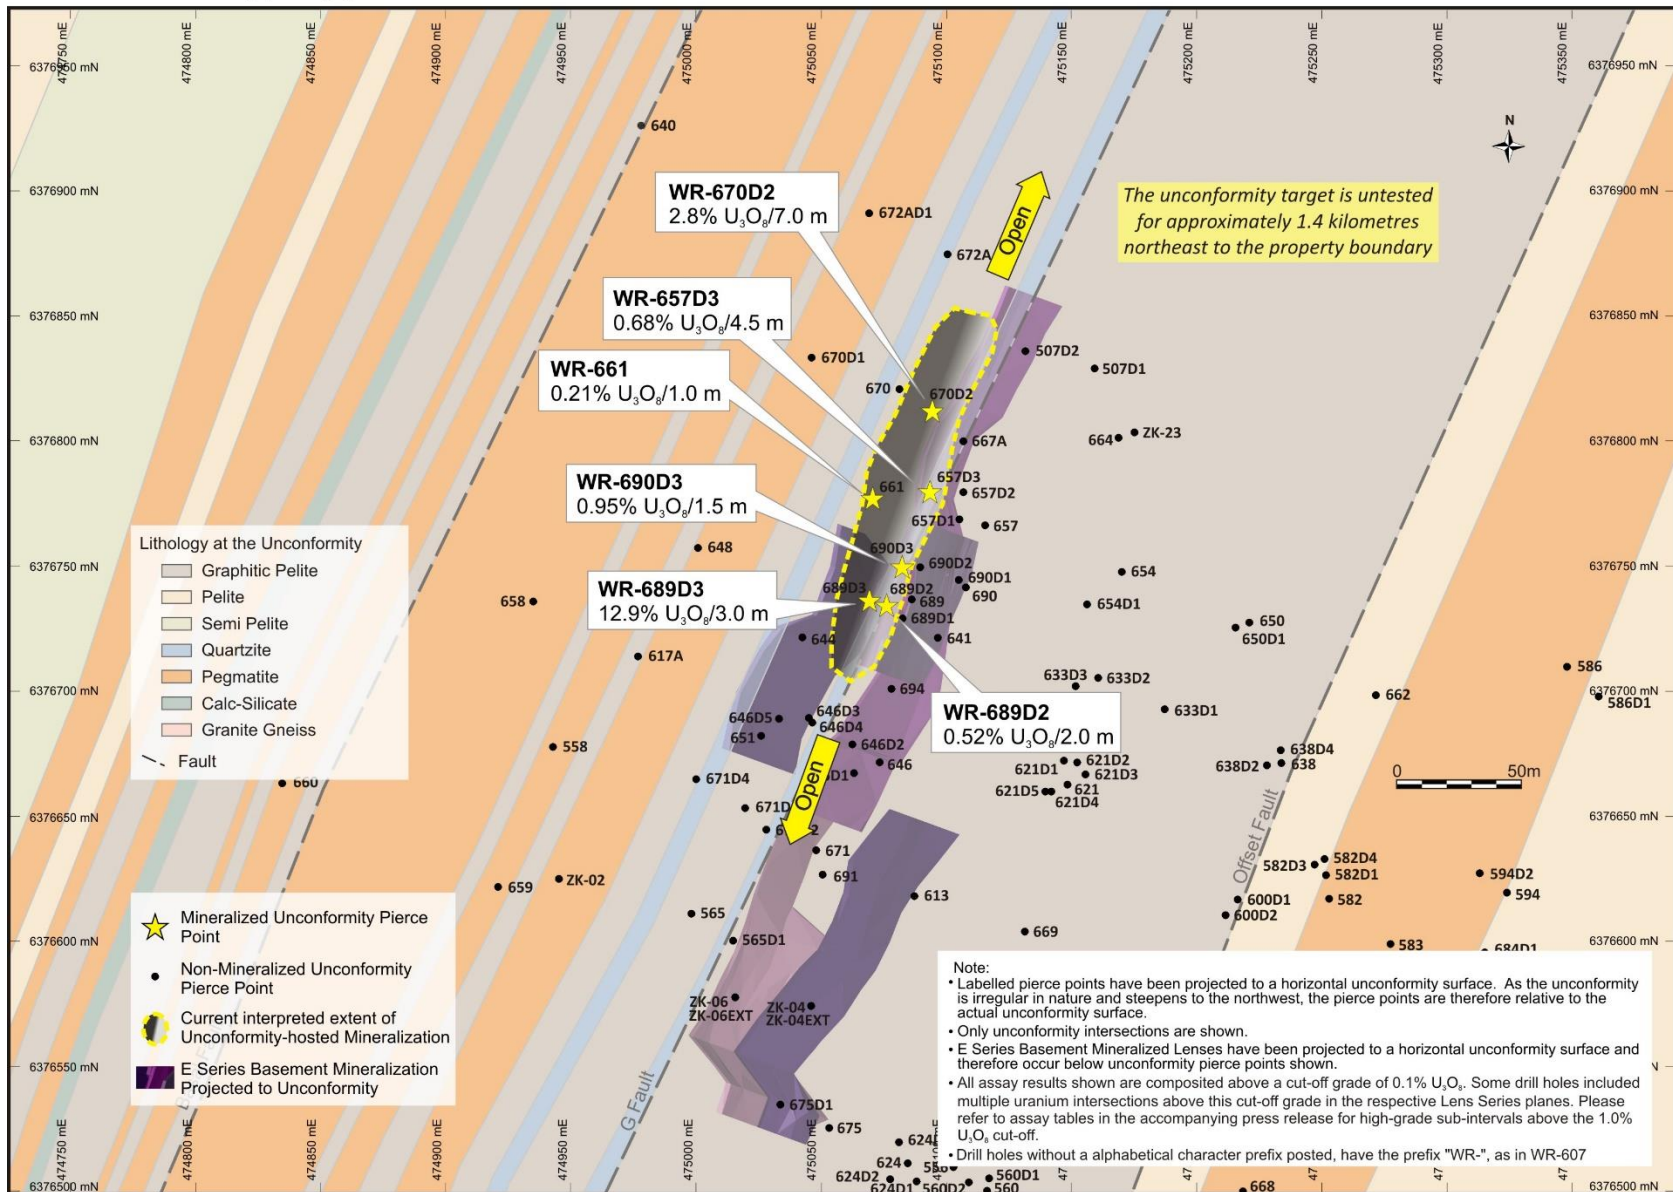 474750 mE
474800 mE
474850 mE
474900 mE
474950 mE
475000 mE
475050 mE
475100 mE
475150 mE
475200 mE
475250 mE
475300 mE
475350 mE
6376950 mN
6376950 mN
6376900 mN
6376900 mN
6376850 mN
6376850 mN
6376800 mN
6376800 mN
6376750 mN
6376750 mN
6376700 mN
6376700 mN
6376650 mN
6376650 mN
6376600 mN
6376600 mN
6376550 mN
6376550 mN
6376500 mN
6376500 mN
N
The unconformity target is untested
for approximately 1.4 kilometres
northeast to the property boundary
Open
WR-670D2
2.8% U₃O₈/7.0 m
WR-657D3
0.68% U₃O₈/4.5 m
WR-661
0.21% U₃O₈/1.0 m
WR-690D3
0.95% U₃O₈/1.5 m
WR-689D3
12.9% U₃O₈/3.0 m
WR-689D2
0.52% U₃O₈/2.0 m
Open
640
672AD1
672A
670D1
670
670D2
507D2
507D1
667A
664
ZK-23
661
657D3
657D2
657D1
657
648
690D3
690D2
690D1
690
654
654D1
658
689D3
689D2
689
689D1
641
644
617A
650
650D1
586
586D1
694
633D3
633D2
633D1
662
646D5
646D3
646D4
651
646D2
646
558
660
671D4
621D1
621D2
621D3
621D5
621
621D4
638D4
638D2
638
671
691
659
ZK-02
613
565
565D1
669
582D3
582D4
582D1
582
594D2
594
600D1
600D2
583
684D1
ZK-06
ZK-06EXT
ZK-04
ZK-04EXT
675D1
675
624
624D2
624D1
560D2
560D1
560
668
0 50m
Offset Fault
G Fault
Lithology at the Unconformity
Graphitic Pelite
Pelite
Semi Pelite
Quartzite
Pegmatite
Calc-Silicate
Granite Gneiss
Fault
Mineralized Unconformity Pierce
Point
Non-Mineralized Unconformity
Pierce Point
Current interpreted extent of
Unconformity-hosted Mineralization
E Series Basement Mineralization
Projected to Unconformity
Note:
• Labelled pierce points have been projected to a horizontal unconformity surface. As the unconformity
is irregular in nature and steepens to the northwest, the pierce points are therefore relative to the
actual unconformity surface.
• Only unconformity intersections are shown.
• E Series Basement Mineralized Lenses have been projected to a horizontal unconformity surface and
therefore occur below unconformity pierce points shown.
• All assay results shown are composited above a cut-off grade of 0.1% U₃O₈. Some drill holes included
multiple uranium intersections above this cut-off grade in the respective Lens Series planes. Please
refer to assay tables in the accompanying press release for high-grade sub-intervals above the 1.0%
U₃O₈ cut-off.
• Drill holes without a alphabetical character prefix posted, have the prefix "WR-", as in WR-607
474750 mE
474800 mE
474850 mE
474900 mE
474950 mE
475000 mE
475050 mE